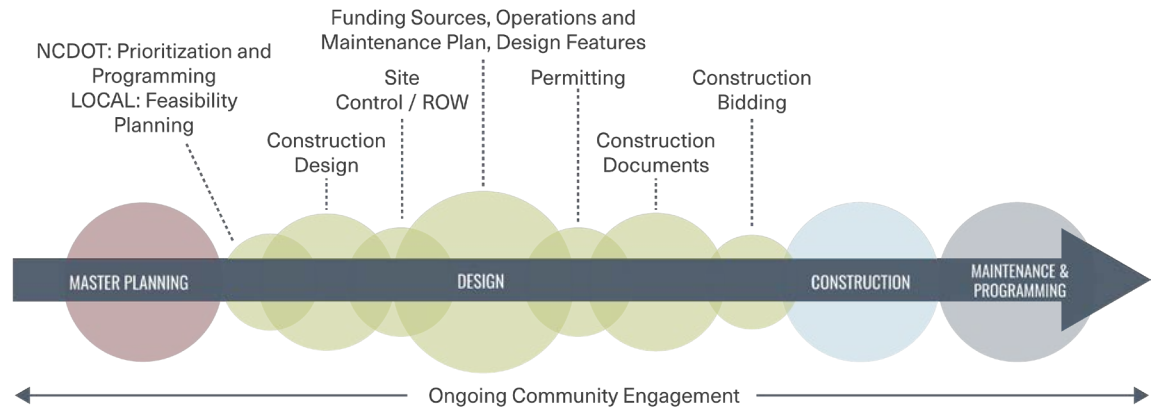 Funding Sources, Operations and
Maintenance Plan, Design Features
NCDOT: Prioritization and
Programming
LOCAL: Feasibility
Planning
Site
Control / ROW
Permitting
Construction
Bidding
Construction
Design
Construction
Documents
MASTER PLANNING
DESIGN
CONSTRUCTION
MAINTENANCE &
PROGRAMMING
Ongoing Community Engagement